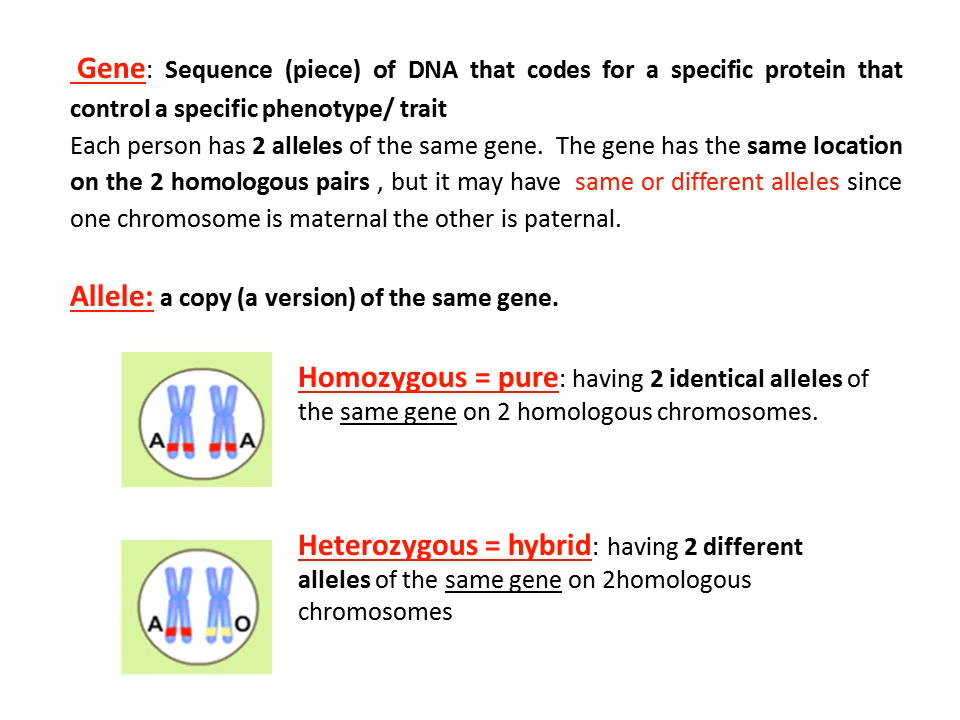 Gene: Sequence (piece) of DNA that codes for a specific protein that
control a specific phenotype/ trait
Each person has 2 alleles of the same gene. The gene has the same location
on the 2 homologous pairs , but it may have same or different alleles since
one chromosome is maternal the other is paternal.
Allele: a copy (a version) of the same gene.
Homozygous = pure: having 2 identical alleles of
the same gene on 2 homologous chromosomes.
A A
Heterozygous = hybrid: having 2 different
alleles of the same gene on 2homologous
chromosomes
A O